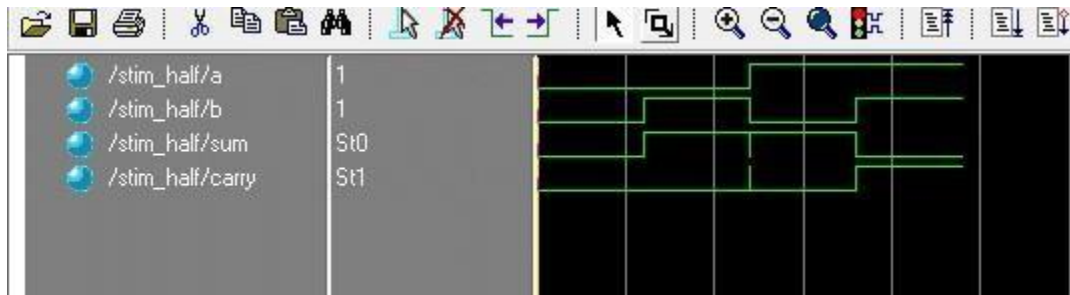 /stim_half/a 1
/stim_half/b 1
/stim_half/sum St0
/stim_half/carry St1